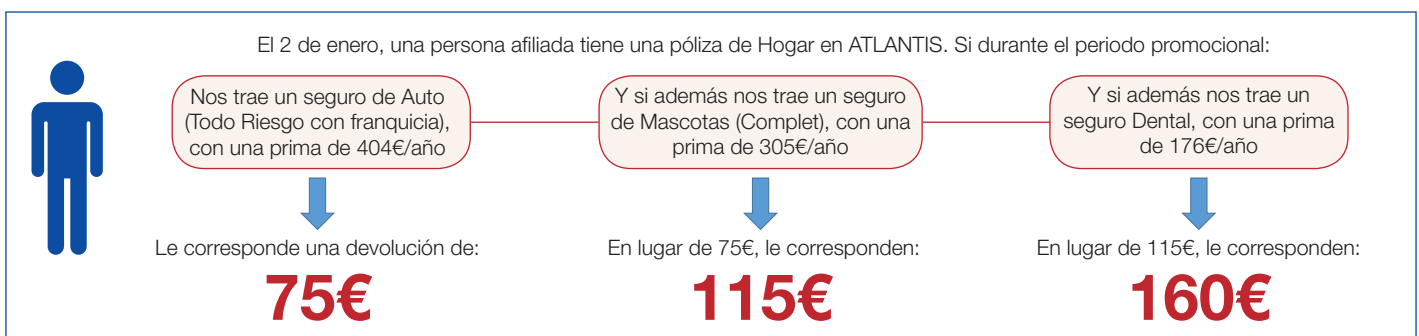 El 2 de enero, una persona afiliada tiene una póliza de Hogar en ATLANTIS. Si durante el periodo promocional:
Nos trae un seguro de Auto
(Todo Riesgo con franquicia),
con una prima de 404€/año
Y si además nos trae un seguro
de Mascotas (Complet), con una
prima de 305€/año
Y si además nos trae un
seguro Dental, con una prima
de 176€/año
Le corresponde una devolución de:
75€
En lugar de 75€, le corresponden:
115€
En lugar de 115€, le corresponden:
160€